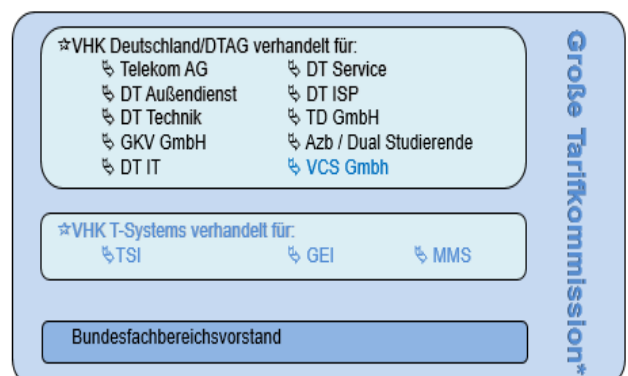 ☆VHK Deutschland/DTAG verhandelt für:
Telekom AG
DT Außendienst
DT Technik
GKV GmbH
DT IT
DT Service
DT ISP
TD GmbH
Azb / Dual Studierende
VCS Gmbh
☆VHK T-Systems verhandelt für:
TSI
GEI
MMS
Bundesfachbereichsvorstand
Große Tarifkommission*